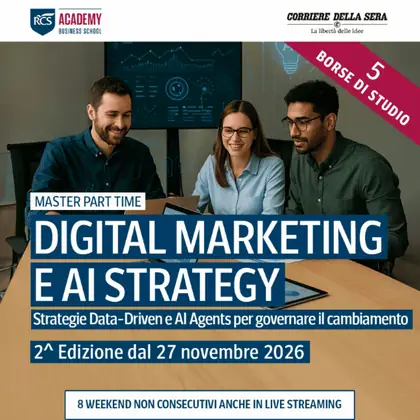 RCS
ACADEMY
BUSINESS SCHOOL
CORRIERE DELLA SERA
La libertà delle idee
5
BORSE DI STUDIO
MASTER PART TIME
DIGITAL MARKETING
E AI STRATEGY
Strategie Data-Driven e AI Agents per governare il cambiamento
2^ Edizione dal 27 novembre 2026
8 WEEKEND NON CONSECUTIVI ANCHE IN LIVE STREAMING